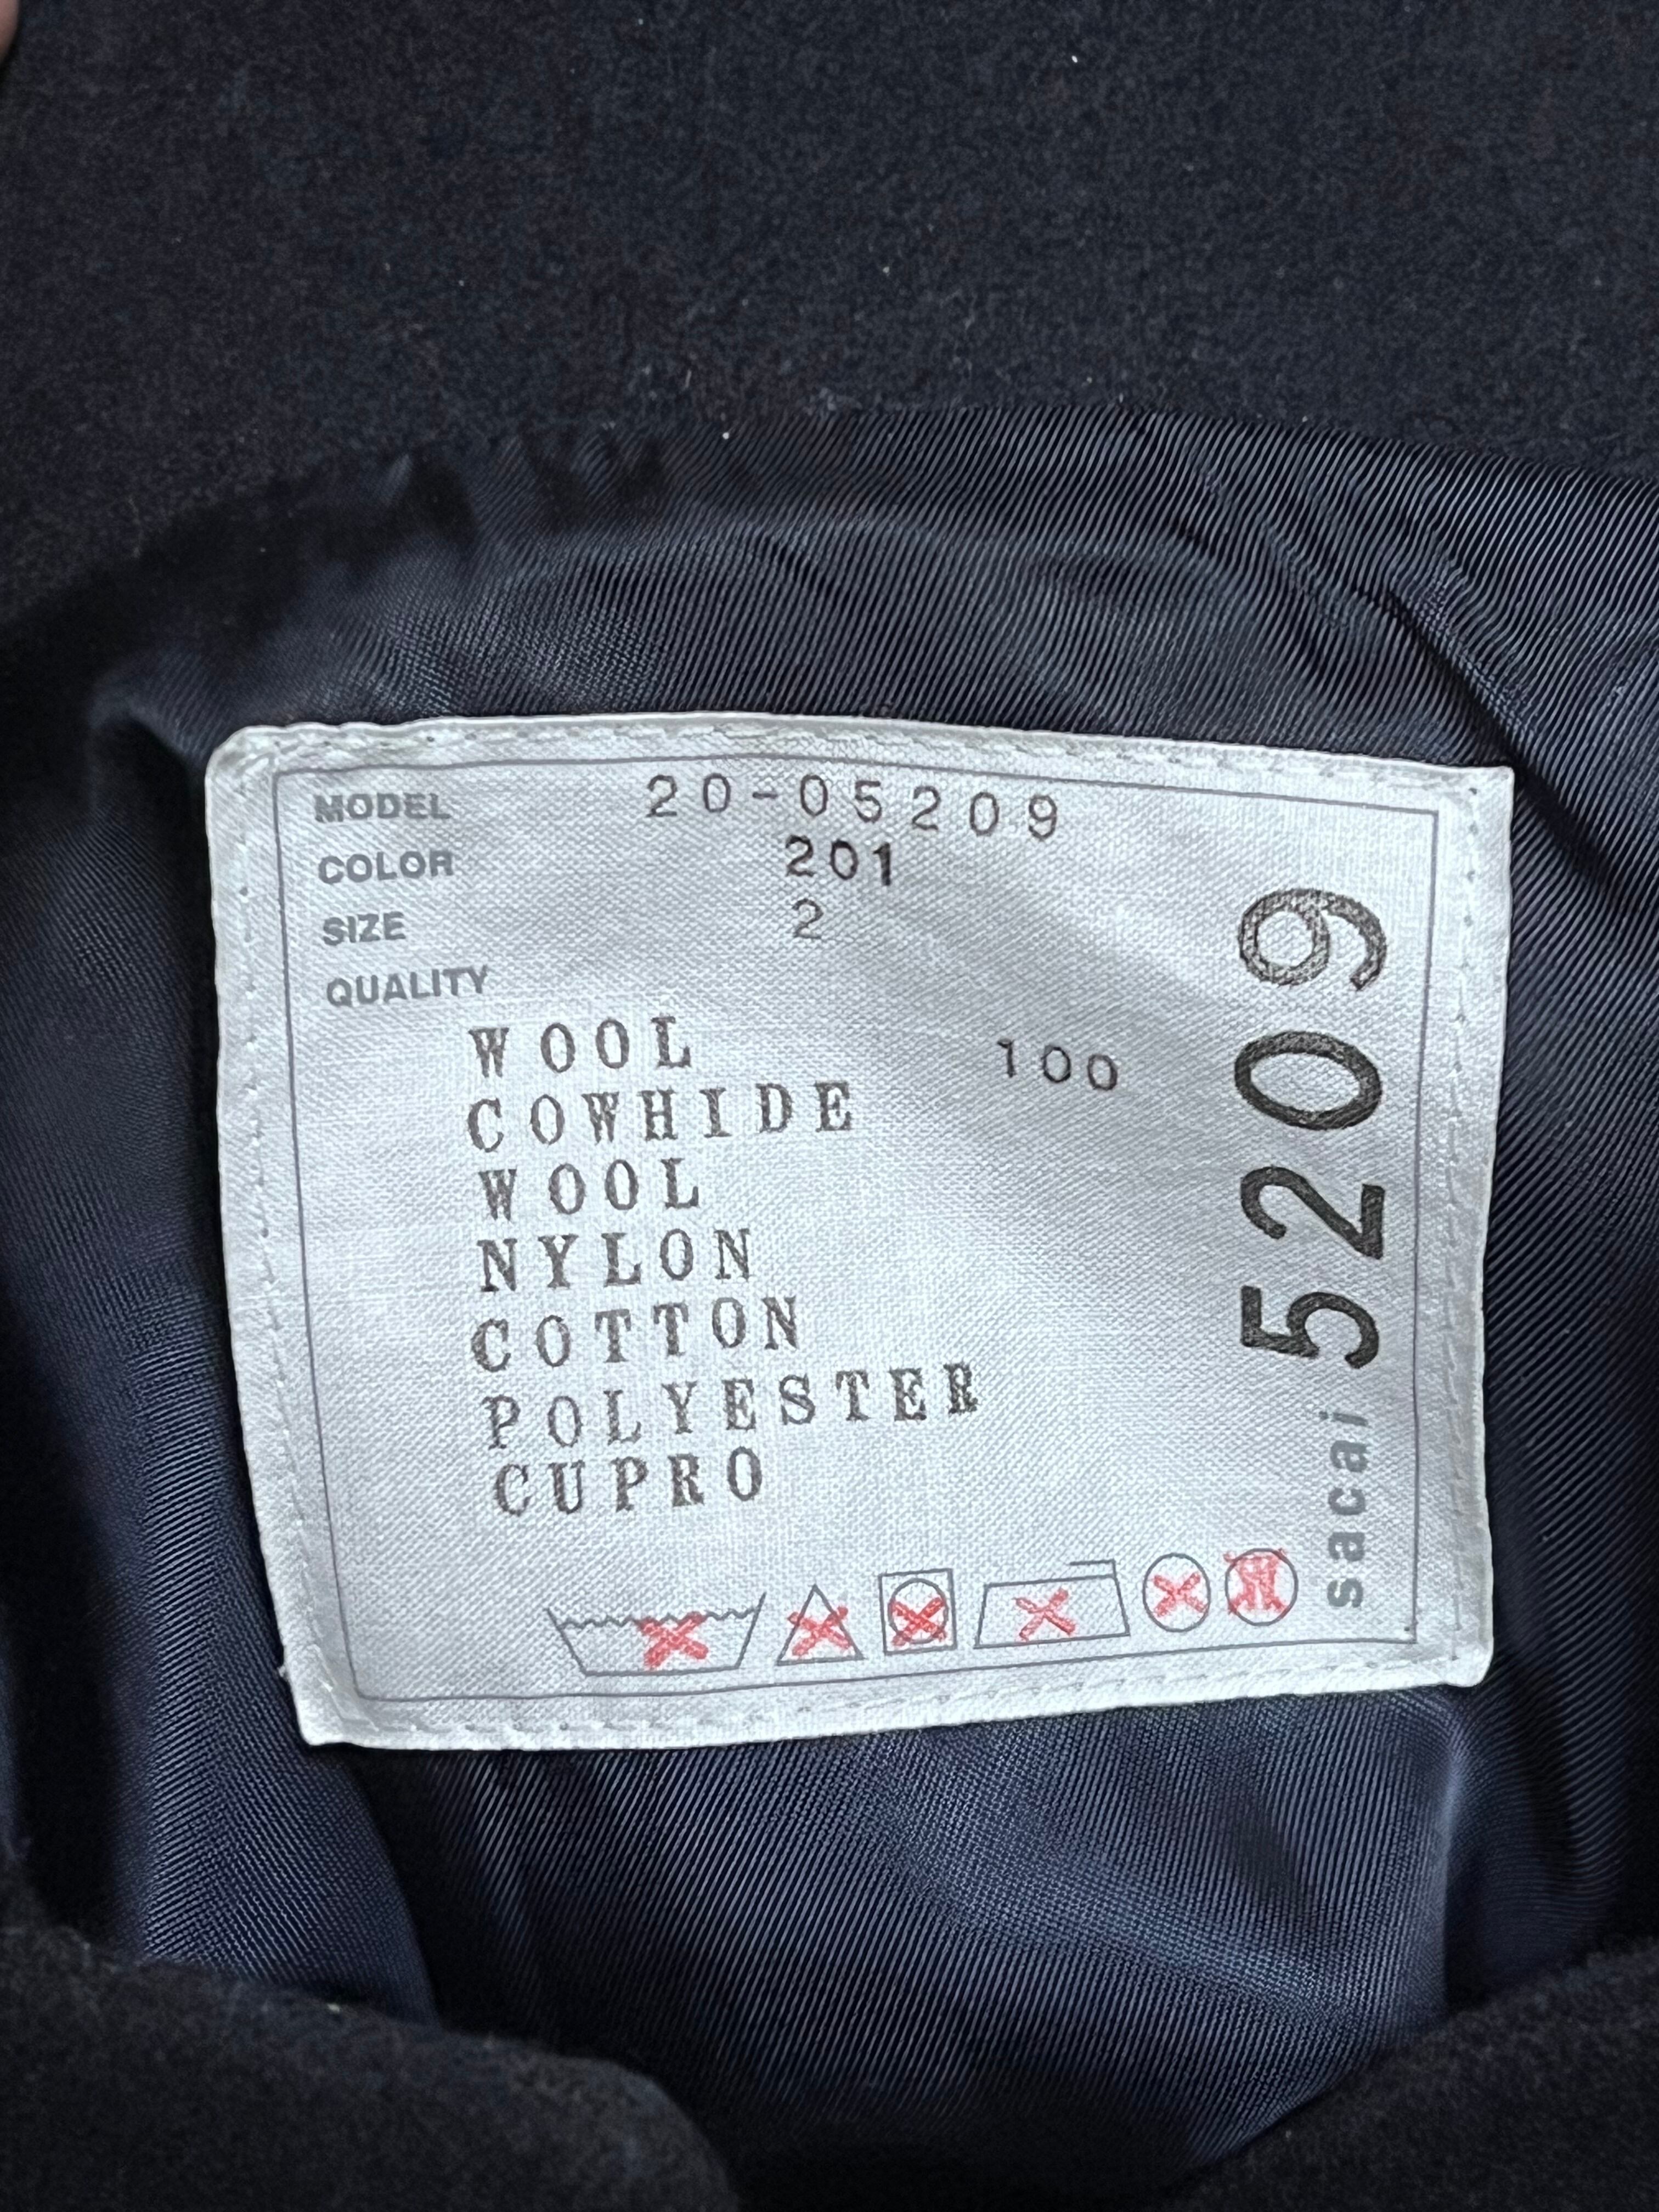 MODEL 20-05209
COLOR 201
SIZE 2
QUALITY
WOOL 100
COWHIDE
WOOL
NYLON
COTTON
POLYESTER
CUPRO
sacai 5209